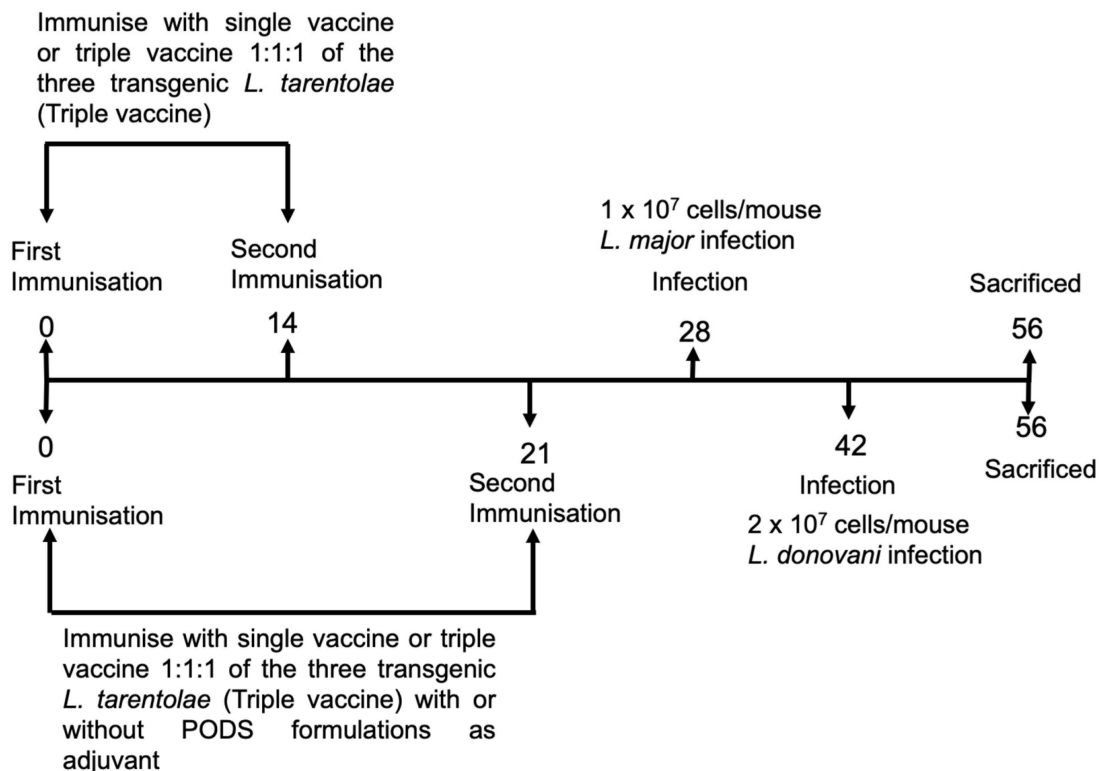 Immunise with single vaccine
or triple vaccine 1:1:1 of the
three transgenic L. tarentolae
(Triple vaccine)
First
Immunisation
Second
Immunisation
1 x 10⁷ cells/mouse
L. major infection
Infection
Sacrificed
0
14
28
56
0
21
42
56
First
Immunisation
Second
Immunisation
Infection
Sacrificed
2 x 10⁷ cells/mouse
L. donovani infection
Immunise with single vaccine or triple
vaccine 1:1:1 of the three transgenic
L. tarentolae (Triple vaccine) with or
without PODS formulations as
adjuvant